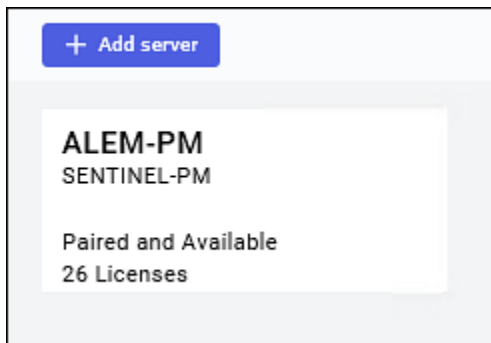 + Add server
ALEM-PM
SENTINEL-PM
Paired and Available
26 Licenses